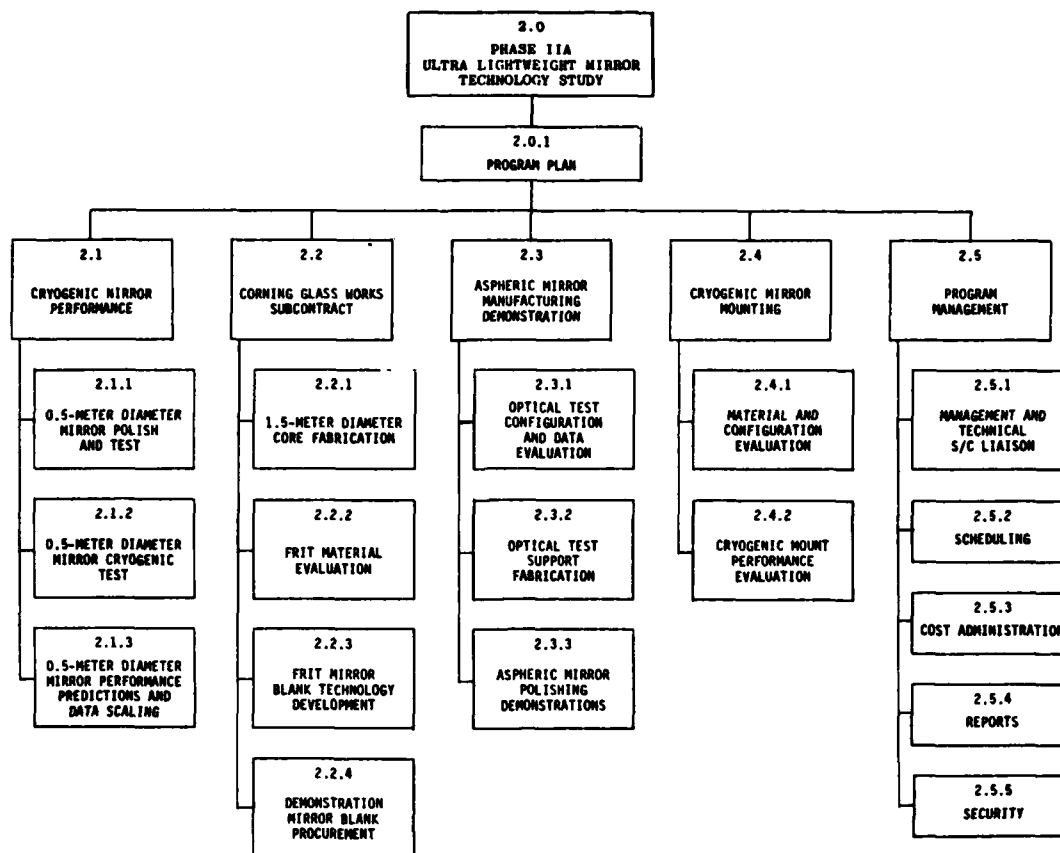 2.0
PHASE IIA
ULTRA LIGHTWEIGHT MIRROR
TECHNOLOGY STUDY
2.0.1
PROGRAM PLAN
2.1
CRYOGENIC MIRROR
PERFORMANCE
2.1.1
0.5-METER DIAMETER
MIRROR POLISH
AND TEST
2.1.2
0.5-METER DIAMETER
MIRROR CRYOGENIC
TEST
2.1.3
0.5-METER DIAMETER
MIRROR PERFORMANCE
PREDICTIONS AND
DATA SCALING
2.2
CORNING GLASS WORKS
SUBCONTRACT
2.2.1
1.5-METER DIAMETER
CORE FABRICATION
2.2.2
FRIT MATERIAL
EVALUATION
2.2.3
FRIT MIRROR
BLANK TECHNOLOGY
DEVELOPMENT
2.2.4
DEMONSTRATION
MIRROR BLANK
PROCUREMENT
2.3
ASPHERIC MIRROR
MANUFACTURING
DEMONSTRATION
2.3.1
OPTICAL TEST
CONFIGURATION
AND DATA
EVALUATION
2.3.2
OPTICAL TEST
SUPPORT
FABRICATION
2.3.3
ASPHERIC MIRROR
POLISHING
DEMONSTRATIONS
2.4
CRYOGENIC MIRROR
MOUNTING
2.4.1
MATERIAL AND
CONFIGURATION
EVALUATION
2.4.2
CRYOGENIC MOUNT
PERFORMANCE
EVALUATION
2.5
PROGRAM
MANAGEMENT
2.5.1
MANAGEMENT AND
TECHNICAL
S/C LIAISON
2.5.2
SCHEDULING
2.5.3
COST ADMINISTRATION
2.5.4
REPORTS
2.5.5
SECURITY